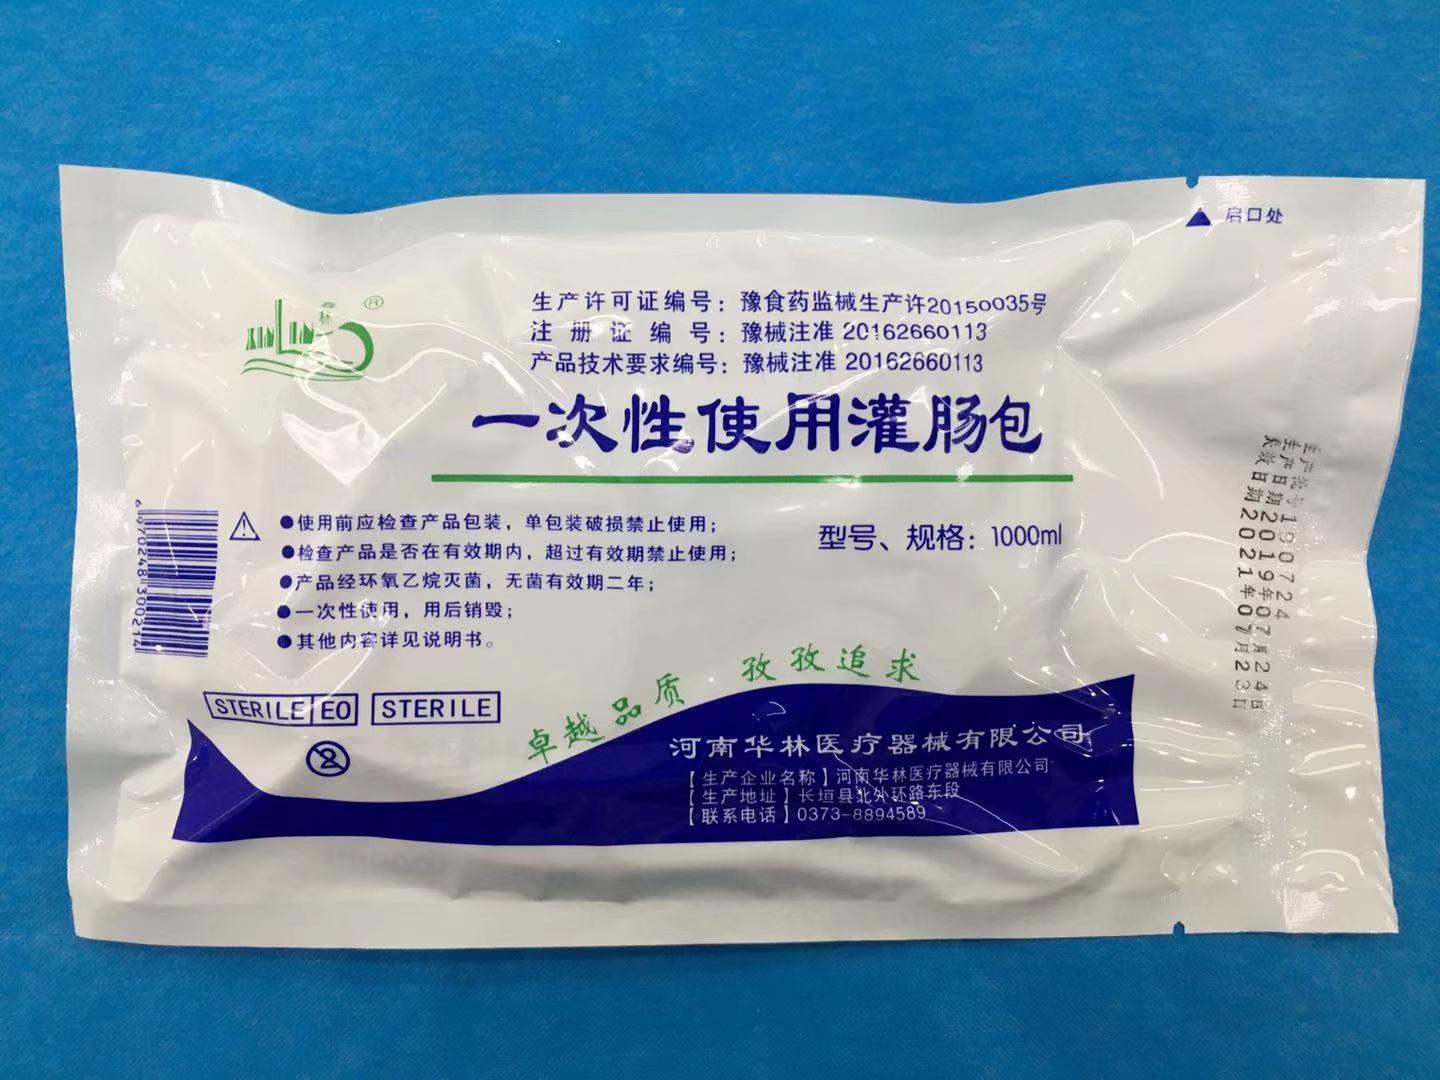 启口处
XINLIN
鑫林
®
生产许可证编号：豫食药监械生产许20150035号
注册证编号：豫械注准 20162660113
产品技术要求编号：豫械注准 20162660113
一次性使用灌肠包
●使用前应检查产品包装，单包装破损禁止使用；
●检查产品是否在有效期内，超过有效期禁止使用；
●产品经环氧乙烷灭菌，无菌有效期二年；
●一次性使用，用后销毁；
●其他内容详见说明书。
型号、规格：1000ml
6970248300214
STERILE EO STERILE
2
卓越品质 孜孜追求
河南华林医疗器械有限公司
【生产企业名称】河南华林医疗器械有限公司
【生产地址】长垣县北外环路东段
【联系电话】0373-8894589
生产批号190724
生产日期2019年07月24日
失效日期2021年07月23日